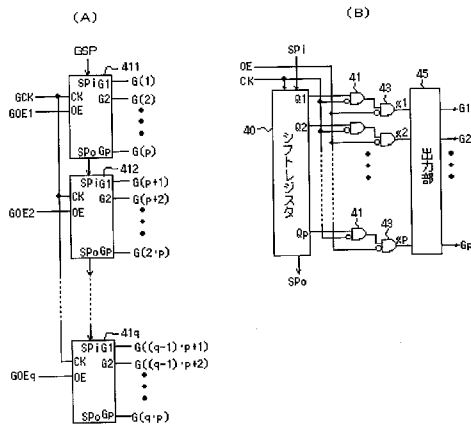 (A)
GSP
411
SPi G1 G(1)
GCK CK G2 G(2)
GOE1 OE
SPo Gp G(p)
412
SPi G1 G(p+1)
CK G2 G(p+2)
GOE2 OE
SPo Gp G(2·p)
41q
SPi G1 G((q-1)·p+1)
CK G2 G((q-1)·p+2)
GOEq OE
SPo Gp G(q·p)
(B)
SPi
OE
CK
41
43
45
40
シフトレジスタ
Q1
g1
G1
Q2
g2
G2
出力部
41
43
Qp
gp
Gp
SPo